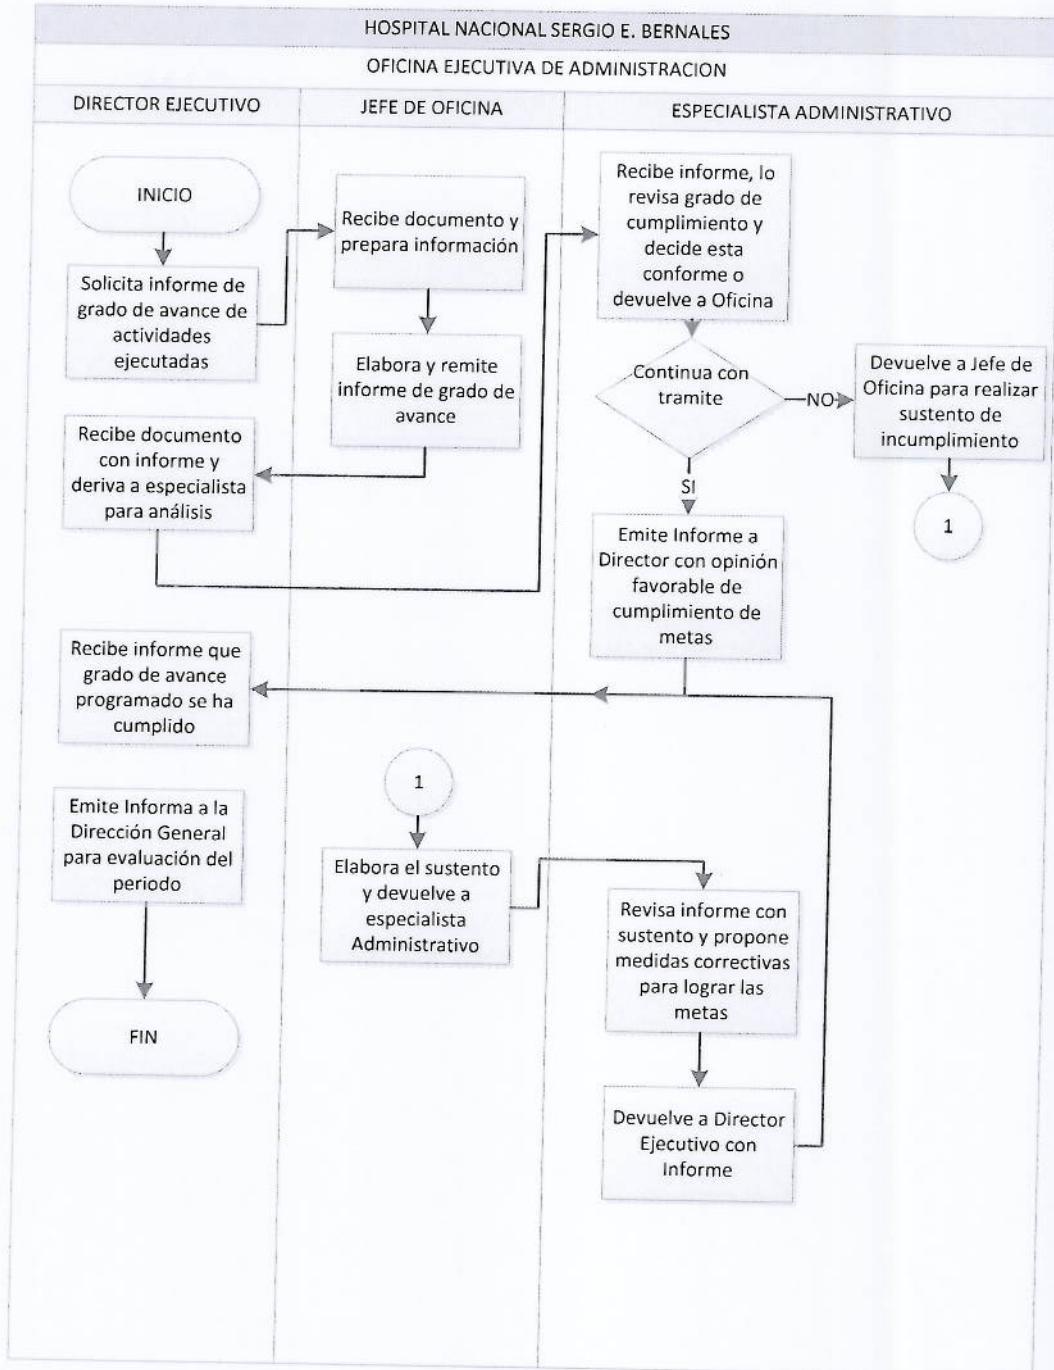 HOSPITAL NACIONAL SERGIO E. BERNALES
OFICINA EJECUTIVA DE ADMINISTRACION
DIRECTOR EJECUTIVO
JEFE DE OFICINA
ESPECIALISTA ADMINISTRATIVO
INICIO
Solicita informe de
grado de avance de
actividades
ejecutadas
Recibe documento y
prepara información
Elabora y remite
informe de grado de
avance
Recibe documento
con informe y
deriva a especialista
para análisis
Recibe informe, lo
revisa grado de
cumplimiento y
decide esta
conforme o
devuelve a Oficina
Continua con
tramite
NO
Devuelve a Jefe de
Oficina para realizar
sustento de
incumplimiento
1
SI
Emite Informe a
Director con opinión
favorable de
cumplimiento de
metas
Recibe informe que
grado de avance
programado se ha
cumplido
Emite Informa a la
Dirección General
para evaluación del
periodo
FIN
1
Elabora el sustento
y devuelve a
especialista
Administrativo
Revisa informe con
sustento y propone
medidas correctivas
para lograr las
metas
Devuelve a Director
Ejecutivo con
Informe